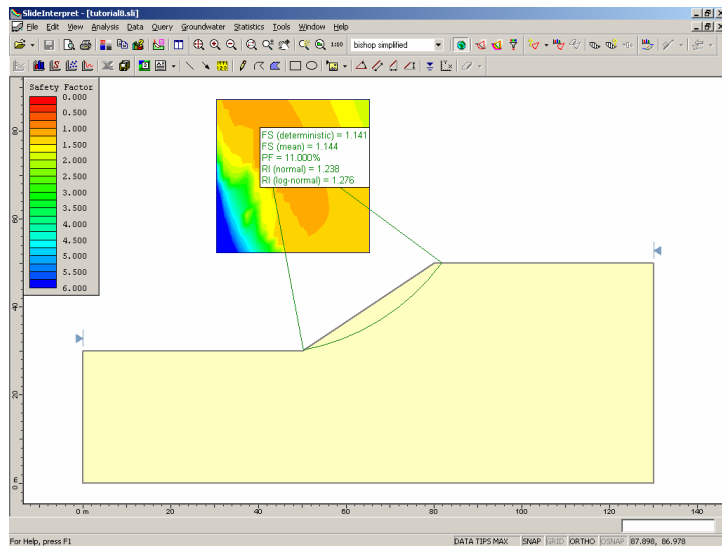 SlideInterpret - [tutorial8.sli]
File Edit View Analysis Data Query Groundwater Statistics Tools Window Help
1:10 bishop simplified
Safety Factor
0.000
0.500
1.000
1.500
2.000
2.500
3.000
3.500
4.000
4.500
5.000
5.500
6.000
FS (deterministic) = 1.141
FS (mean) = 1.144
PF = 11.000%
RI (normal) = 1.238
RI (log-normal) = 1.276
80
60
40
20
0 m
0 m 20 40 60 80 100 120 140
For Help, press F1
DATA TIPS MAX SNAP GRID ORTHO OSNAP 87.898, 86.978